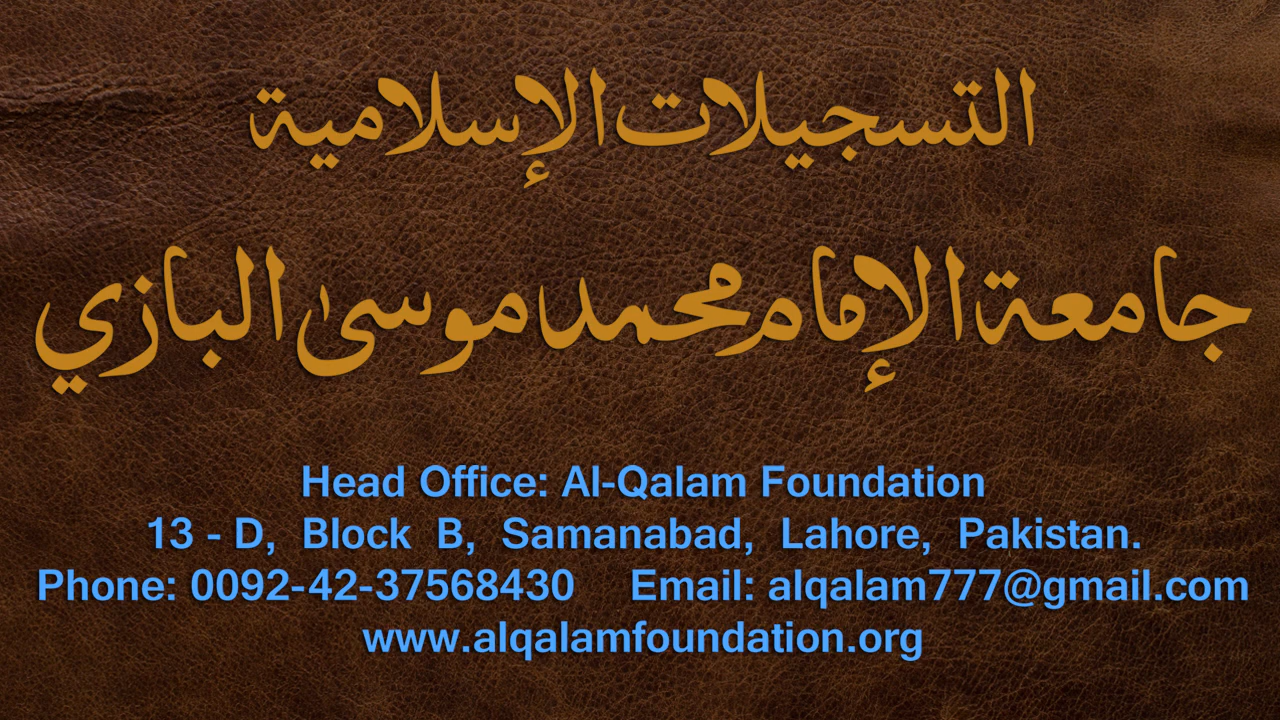 التسجيلات الإسلامية
جامعة الإمام محمد موسىٰ البازي
Head Office: Al-Qalam Foundation
13 - D, Block B, Samanabad, Lahore, Pakistan.
Phone: 0092-42-37568430 Email: alqalam777@gmail.com
www.alqalamfoundation.org